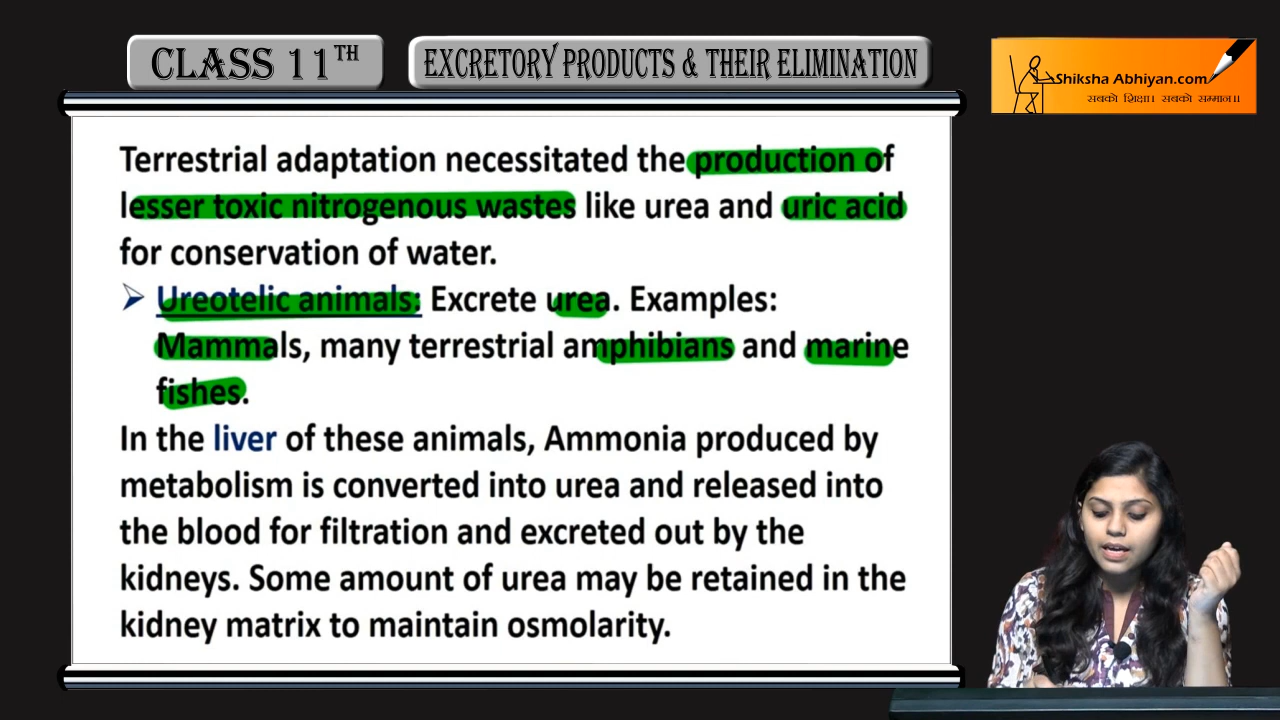 CLASS 11TH
EXCRETORY PRODUCTS & THEIR ELIMINATION
Shiksha Abhiyan.com
सबको शिक्षा। सबको सम्मान॥
Terrestrial adaptation necessitated the production of
lesser toxic nitrogenous wastes like urea and uric acid
for conservation of water.
Ureotelic animals: Excrete urea. Examples:
Mammals, many terrestrial amphibians and marine
fishes.
In the liver of these animals, Ammonia produced by
metabolism is converted into urea and released into
the blood for filtration and excreted out by the
kidneys. Some amount of urea may be retained in the
kidney matrix to maintain osmolarity.